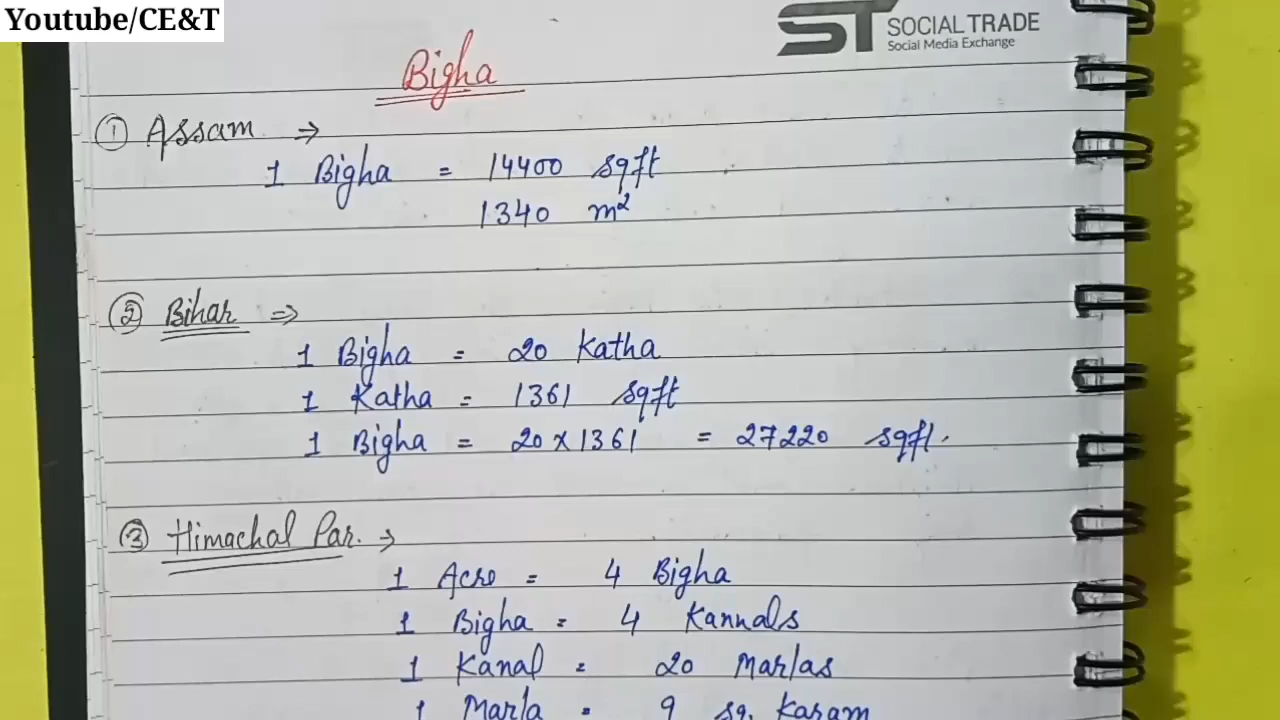 Youtube/CE&T
ST SOCIAL TRADE
Social Media Exchange
Bigha
① Assam ⇒
1 Bigha = 14400 sqft
1340 m²
② Bihar ⇒
1 Bigha = 20 Katha
1 Katha = 1361 sqft
1 Bigha = 20 × 1361 = 27220 sqft.
③ Himachal Par. →
1 Acre = 4 Bigha
1 Bigha = 4 Kannals
1 Kanal = 20 Marlas
1 Marla = 9 sq. Karam